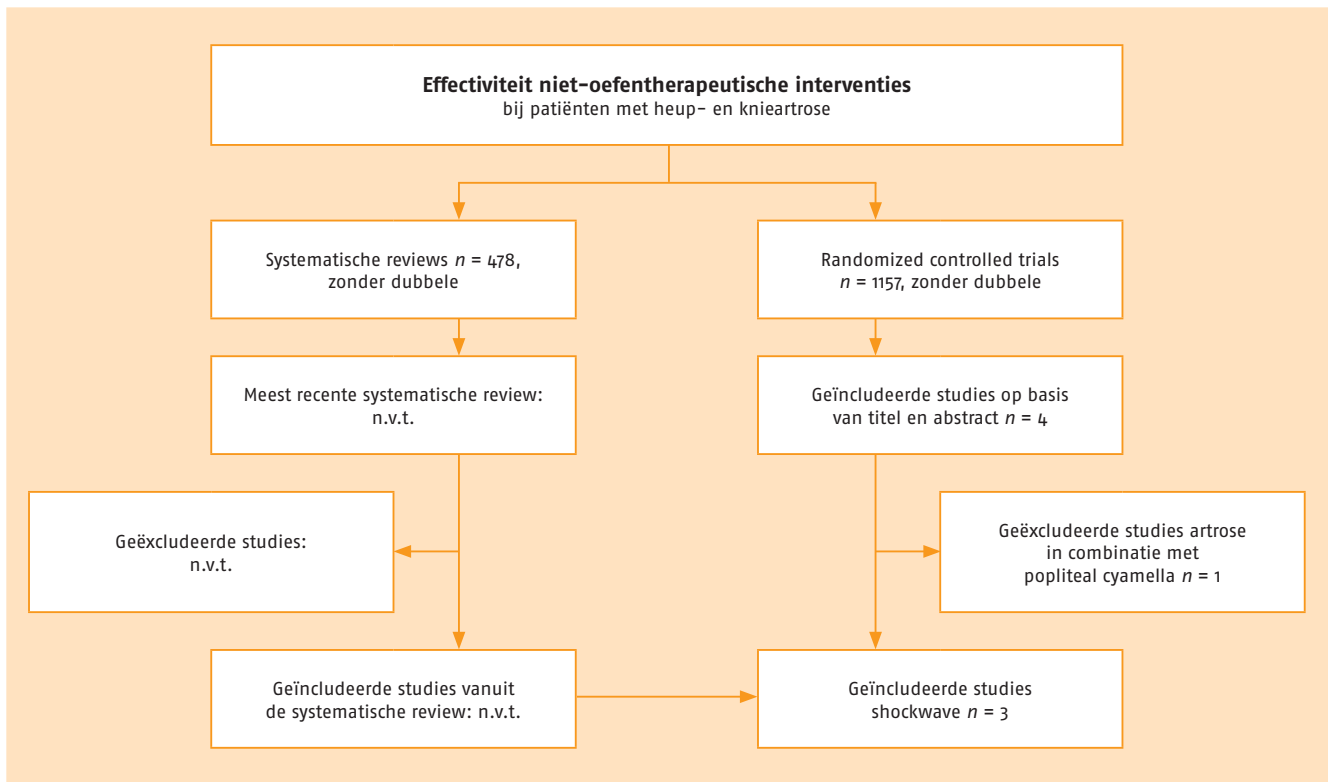 Effectiviteit niet-oefentherapeutische interventies
bij patiënten met heup- en knieartrose
Systematische reviews n = 478,
zonder dubbele
Randomized controlled trials
n = 1157, zonder dubbele
Meest recente systematische review:
n.v.t.
Geïncludeerde studies op basis
van titel en abstract n = 4
Geëxcludeerde studies:
n.v.t.
Geëxcludeerde studies artrose
in combinatie met
popliteal cyamella n = 1
Geïncludeerde studies vanuit
de systematische review: n.v.t.
Geïncludeerde studies
shockwave n = 3